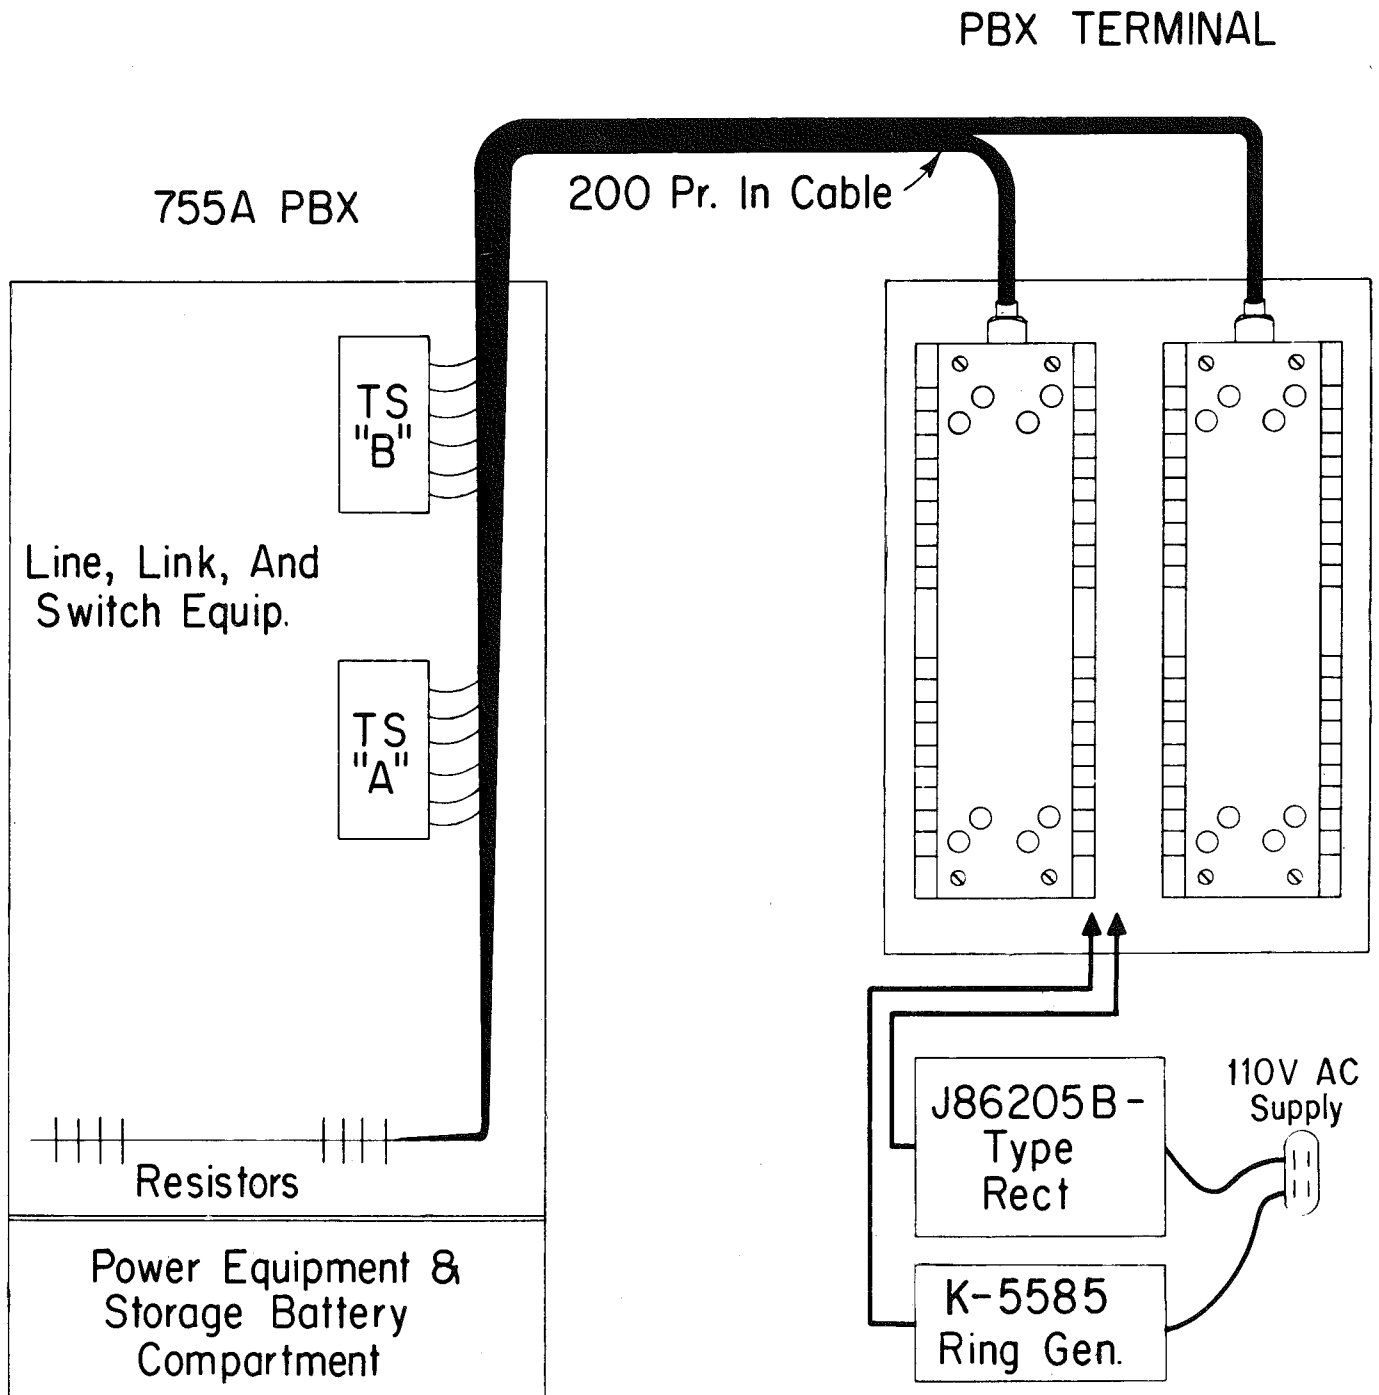 PBX TERMINAL
200 Pr. In Cable
755A PBX
TS
"B"
Line, Link, And
Switch Equip.
TS
"A"
Resistors
Power Equipment &
Storage Battery
Compartment
J86205B-
Type
Rect
110V AC
Supply
K-5585
Ring Gen.